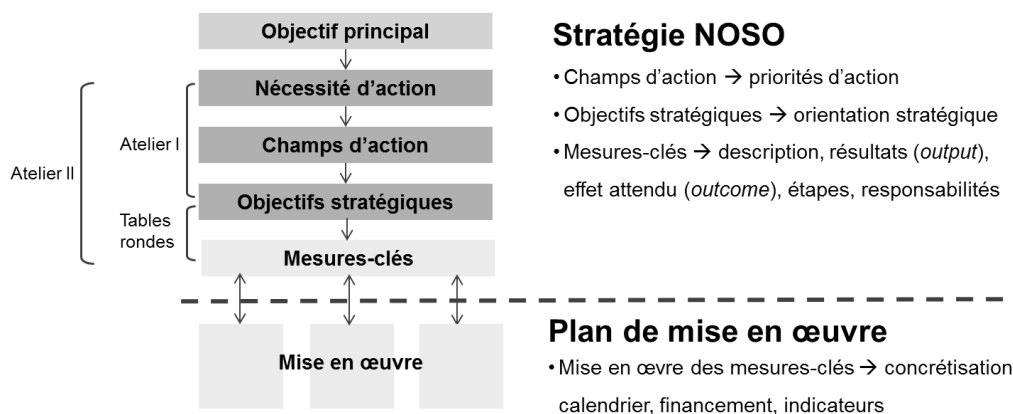 Objectif principal
Nécessité d'action
Champs d'action
Objectifs stratégiques
Mesures-clés
Mise en œuvre
Atelier I
Atelier II
Tables
rondes
Stratégie NOSO
• Champs d'action → priorités d'action
• Objectifs stratégiques → orientation stratégique
• Mesures-clés → description, résultats (output),
effet attendu (outcome), étapes, responsabilités
Plan de mise en œuvre
• Mise en œvre des mesures-clés → concrétisation
calendrier, financement, indicateurs